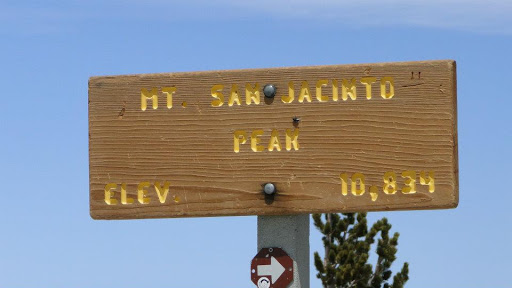 MT. SAN JACINTO
PEAK
ELEV. 10,834